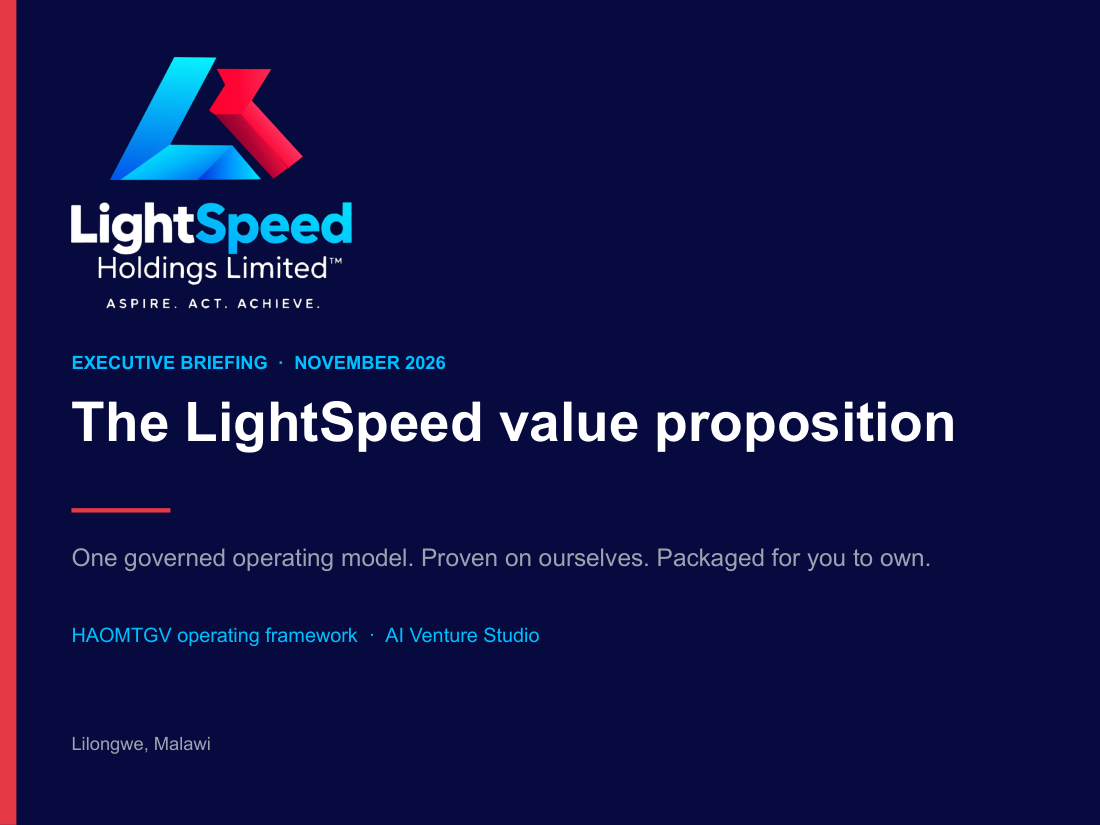 LightSpeed
Holdings Limited™
ASPIRE. ACT. ACHIEVE.
EXECUTIVE BRIEFING · NOVEMBER 2026
The LightSpeed value proposition
One governed operating model. Proven on ourselves. Packaged for you to own.
HAOMTGV operating framework · AI Venture Studio
Lilongwe, Malawi